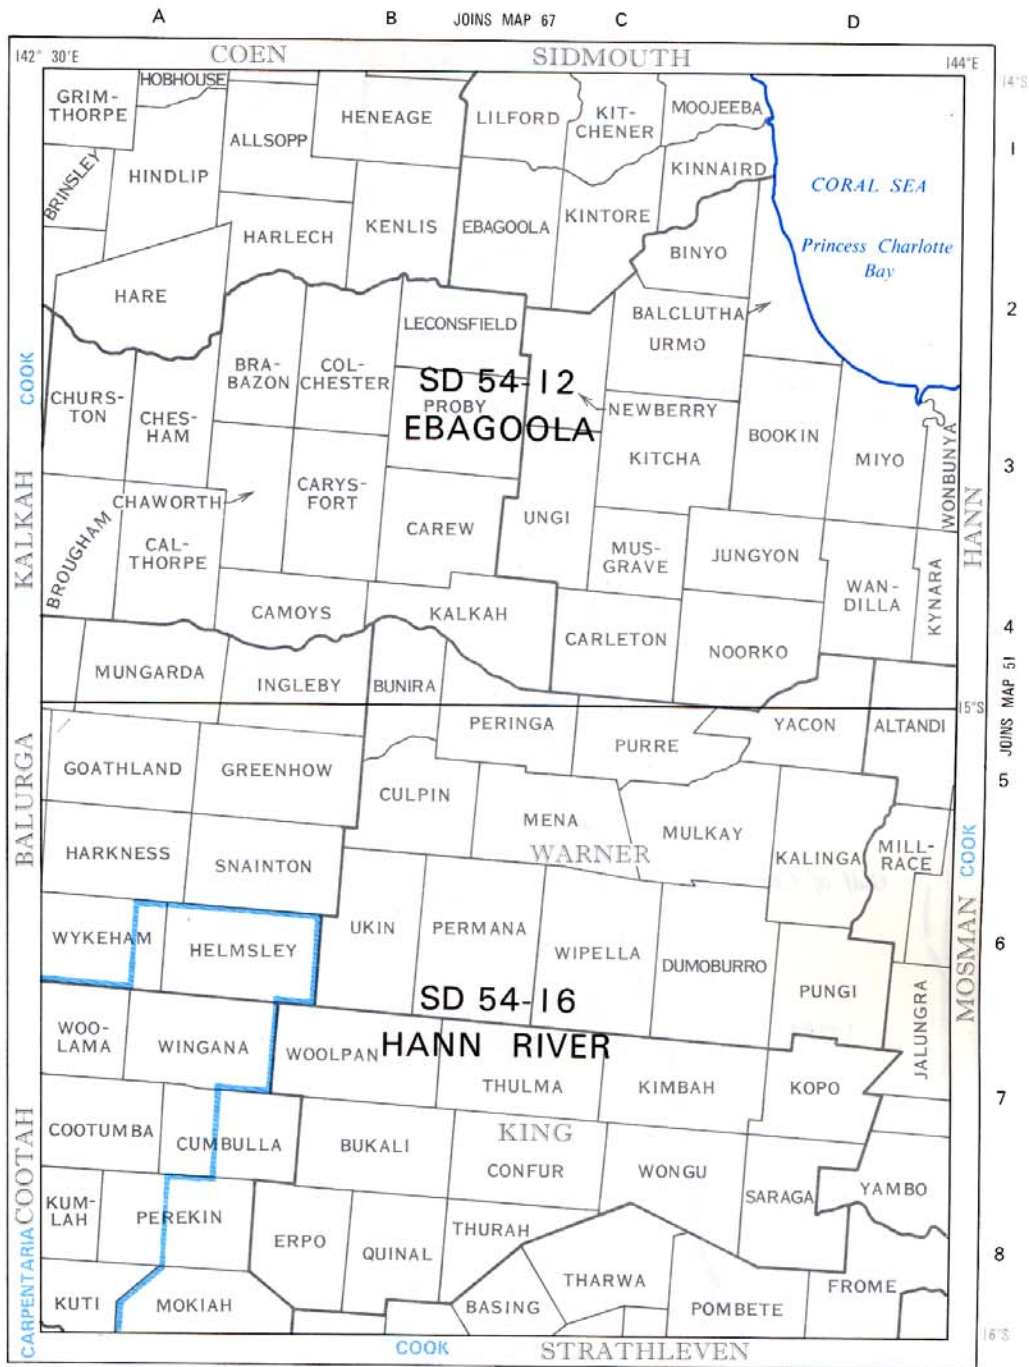 A B JOINS MAP 67 C D
142° 30'E COEN SIDMOUTH 144°E
14°S
HOBHOUSE
GRIM-
THORPE
HENEAGE
LILFORD
KIT-
CHENER
MOOJEEBA
ALLSOPP
1
BRINSLEY
HINDLIP
KINNAIRD
CORAL SEA
KENLIS
EBAGOOLA
KINTORE
HARLECH
BINYO
Princess Charlotte
Bay
HARE
2
LECONSFIELD
BALCLUTHA
URMO
COOK
BRA-
BAZON
COL-
CHESTER
CHURS-
TON
SD 54-12
EBAGOOLA
PROBY
CHES-
HAM
NEWBERRY
BOOKIN
KITCHA
MIYO
WONBUNYA
3
KALKAH
CHAWORTH
CARYS-
FORT
UNGI
HANN
BROUGHAM
CAL-
THORPE
CAREW
MUS-
GRAVE
JUNGYON
WAN-
DILLA
KYNARA
CAMOYS
KALKAH
CARLETON
4
NOORKO
MUNGARDA
INGLEBY
BUNIRA
JOINS MAP 51
15°S
PERINGA
PURRE
YACON
ALTANDI
BALURGA
GOATHLAND
GREENHOW
5
CULPIN
MENA
MULKAY
WARNER
HARKNESS
SNAINTON
KALINGA
MILL-
RACE
COOK
WYKEHAM
HELMSLEY
UKIN
PERMANA
WIPELLA
DUMOBURRO
6
MOSMAN
PUNGI
JALUNGRA
SD 54-16
HANN RIVER
WOO-
LAMA
WINGANA
WOOLPAN
THULMA
KIMBAH
KOPO
7
COOTAH
COOTUMBA
CUMBULLA
BUKALI
KING
CONFUR
WONGU
SARAGA
YAMBO
KUM-
LAH
PEREKIN
ERPO
QUINAL
THURAH
8
THARWA
FROME
CARPENTARIA
KUTI
MOKIAH
BASING
POMBETE
COOK
STRATHLEVEN
16°S